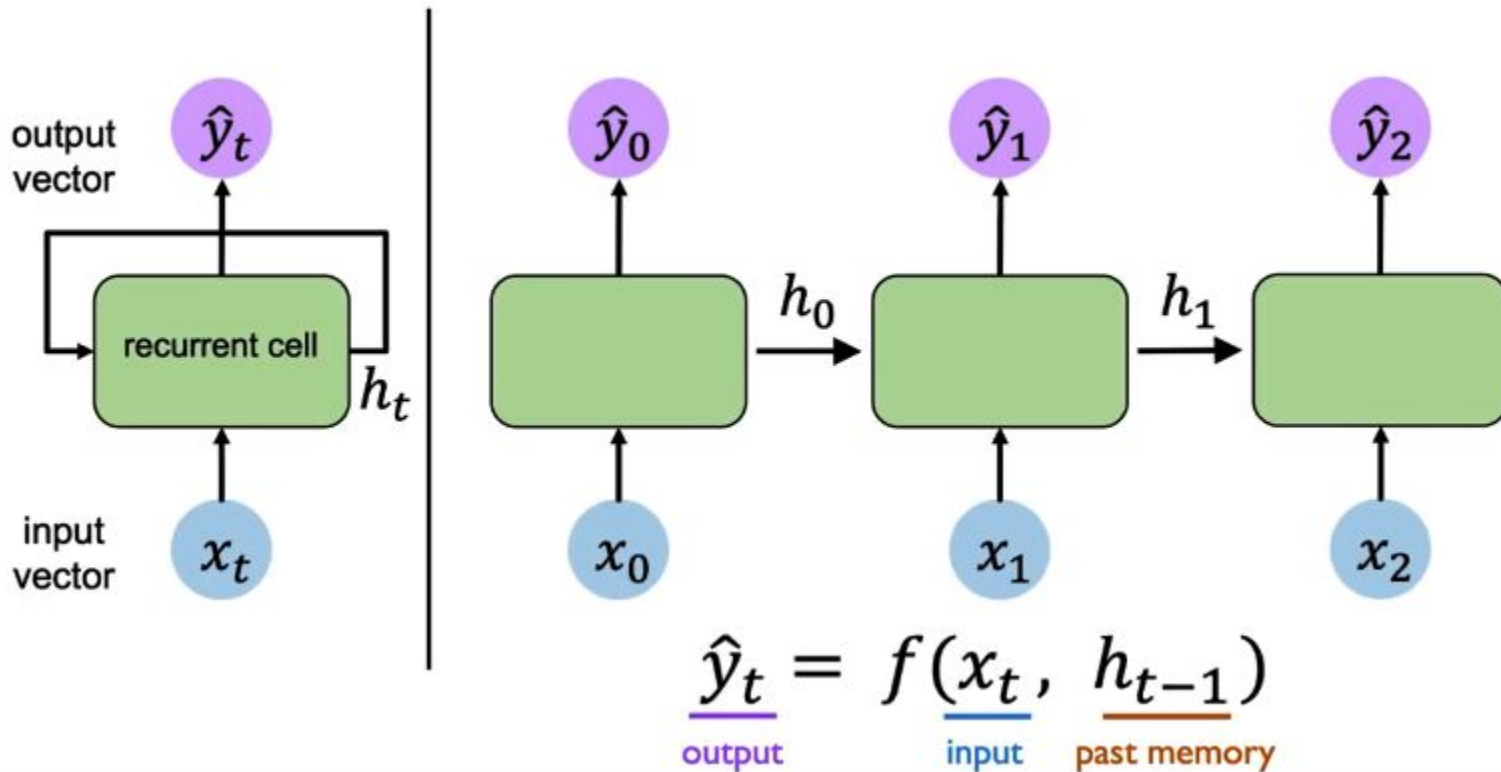 output
vector
ŷ_t
recurrent cell
h_t
input
vector
x_t
ŷ_0
ŷ_1
ŷ_2
h_0
h_1
x_0
x_1
x_2
ŷ_t = f(x_t, h_{t−1})
output input past memory